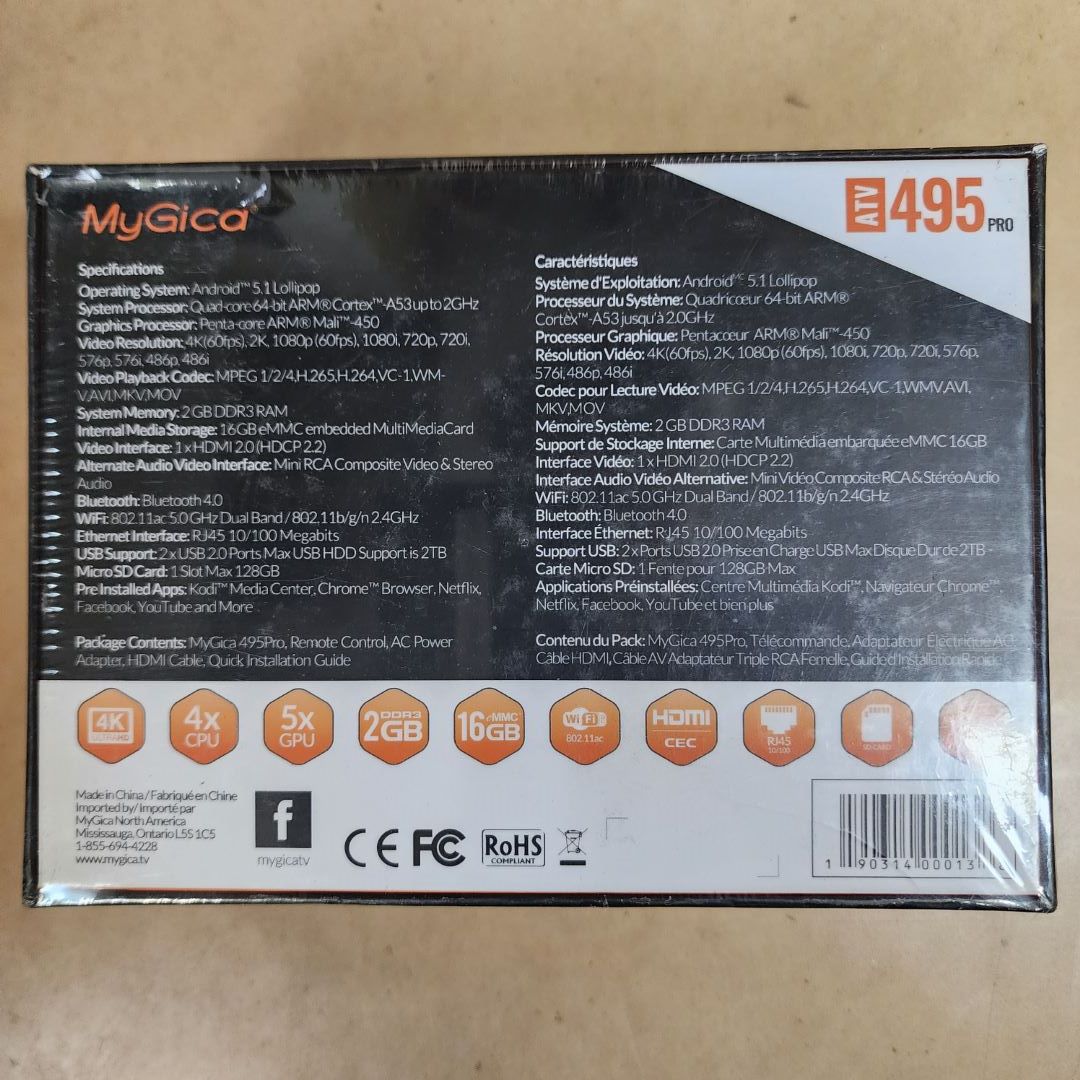 MyGica
ATV 495 PRO
Specifications
Operating System: Android™ 5.1 Lollipop
System Processor: Quad-core 64-bit ARM® Cortex™-A53 up to 2GHz
Graphics Processor: Penta-core ARM® Mali™-450
Video Resolution: 4K(60fps), 2K, 1080p (60fps), 1080i, 720p, 720i,
576p, 576i, 486p, 486i
Video Playback Codec: MPEG 1/2/4,H.265,H.264,VC-1,WM-
V,AVI,MKV,MOV
System Memory: 2 GB DDR3 RAM
Internal Media Storage: 16GB eMMC embedded MultiMediaCard
Video Interface: 1 x HDMI 2.0 (HDCP 2.2)
Alternate Audio Video Interface: Mini RCA Composite Video & Stereo
Audio
Bluetooth: Bluetooth 4.0
WiFi: 802.11ac 5.0 GHz Dual Band / 802.11b/g/n 2.4GHz
Ethernet Interface: RJ45 10/100 Megabits
USB Support: 2 x USB 2.0 Ports Max USB HDD Support is 2TB
Micro SD Card: 1 Slot Max 128GB
Pre Installed Apps: Kodi™ Media Center, Chrome™ Browser, Netflix,
Facebook, YouTube and More
Package Contents: MyGica 495Pro, Remote Control, AC Power
Adapter, HDMI Cable, Quick Installation Guide
Caractéristiques
Système d'Exploitation: Android MC 5.1 Lollipop
Processeur du Système: Quadricœur 64-bit ARM®
Cortex™-A53 jusqu'à 2.0GHz
Processeur Graphique: Pentacœur ARM® Mali™-450
Résolution Vidéo: 4K(60fps), 2K, 1080p (60fps), 1080i, 720p, 720i, 576p,
576i, 486p, 486i
Codec pour Lecture Vidéo: MPEG 1/2/4,H.265,H.264,VC-1,WMV,AVI,
MKV,MOV
Mémoire Système: 2 GB DDR3 RAM
Support de Stockage Interne: Carte Multimédia embarquée eMMC 16GB
Interface Vidéo: 1 x HDMI 2.0 (HDCP 2.2)
Interface Audio Vidéo Alternative: Mini Vidéo Composite RCA & Stéréo Audio
WiFi: 802.11ac 5.0 GHz Dual Band / 802.11b/g/n 2.4GHz
Bluetooth: Bluetooth 4.0
Interface Éthernet: RJ45 10/100 Megabits
Support USB: 2 x Ports USB 2.0 Prise en Charge USB Max Disque Dur de 2TB -
Carte Micro SD: 1 Fente pour 128GB Max
Applications Préinstallées: Centre Multimédia Kodi™, Navigateur Chrome™,
Netflix, Facebook, YouTube et bien plus
Contenu du Pack: MyGica 495Pro, Télécommande, Adaptateur Électrique AC,
Câble HDMI, Câble AV Adaptateur Triple RCA Femelle, Guide d'Installation Rapide
4K ULTRA HD
4x CPU
5x GPU
DDR3 2GB
16GB eMMC
WiFi 802.11ac
HDMI CEC
RJ45 10/100
SD CARD
Made in China / Fabriqué en Chine
Imported by/ Importé par
MyGica North America
Mississauga, Ontario L5S 1C5
1-855-694-4228
www.mygica.tv
f
mygicatv
CE FC RoHS COMPLIANT
1 90314 00013